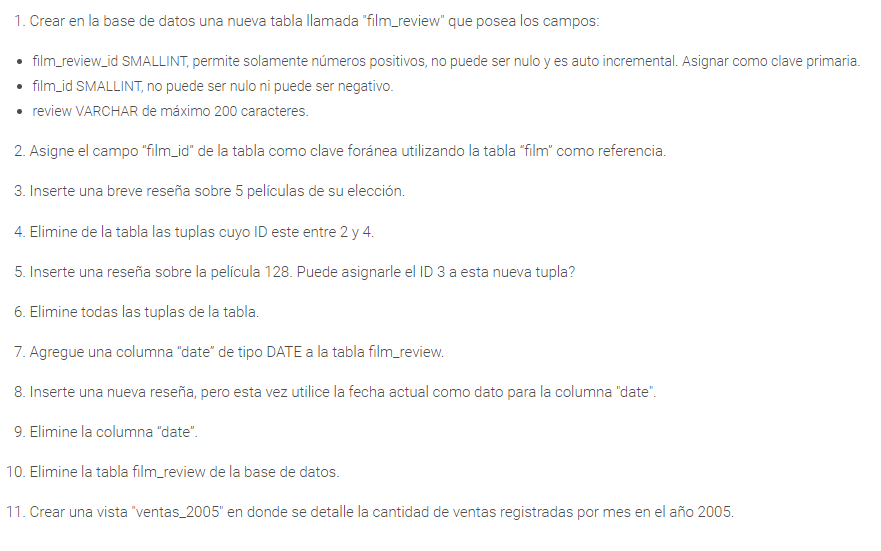 1. Crear en la base de datos una nueva tabla llamada "film_review" que posea los campos:
• film_review_id SMALLINT, permite solamente números positivos, no puede ser nulo y es auto incremental. Asignar como clave primaria.
• film_id SMALLINT, no puede ser nulo ni puede ser negativo.
• review VARCHAR de máximo 200 caracteres.
2. Asigne el campo “film_id” de la tabla como clave foránea utilizando la tabla “film” como referencia.
3. Inserte una breve reseña sobre 5 películas de su elección.
4. Elimine de la tabla las tuplas cuyo ID este entre 2 y 4.
5. Inserte una reseña sobre la película 128. Puede asignarle el ID 3 a esta nueva tupla?
6. Elimine todas las tuplas de la tabla.
7. Agregue una columna “date” de tipo DATE a la tabla film_review.
8. Inserte una nueva reseña, pero esta vez utilice la fecha actual como dato para la columna "date".
9. Elimine la columna “date”.
10. Elimine la tabla film_review de la base de datos.
11. Crear una vista "ventas_2005" en donde se detalle la cantidad de ventas registradas por mes en el año 2005.